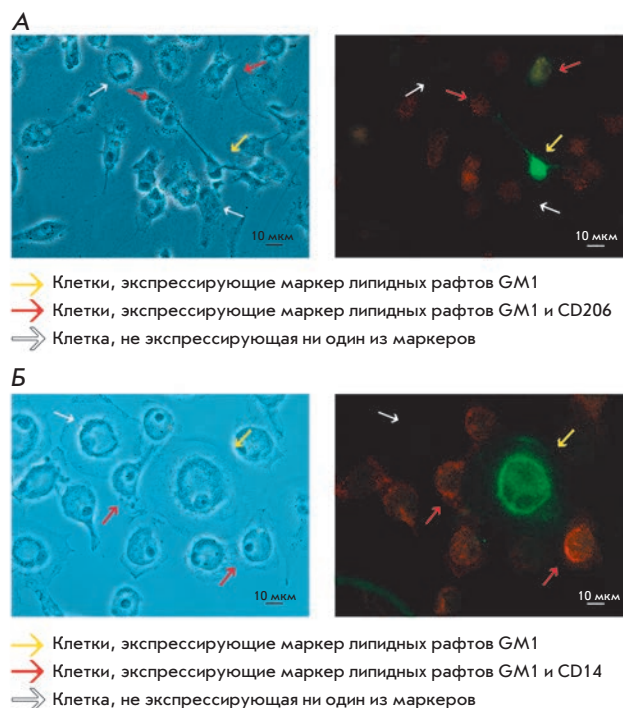 А
10 мкм
10 мкм
Клетки, экспрессирующие маркер липидных рафтов GM1
Клетки, экспрессирующие маркер липидных рафтов GM1 и CD206
Клетка, не экспрессирующая ни один из маркеров
Б
10 мкм
10 мкм
Клетки, экспрессирующие маркер липидных рафтов GM1
Клетки, экспрессирующие маркер липидных рафтов GM1 и CD14
Клетка, не экспрессирующая ни один из маркеров